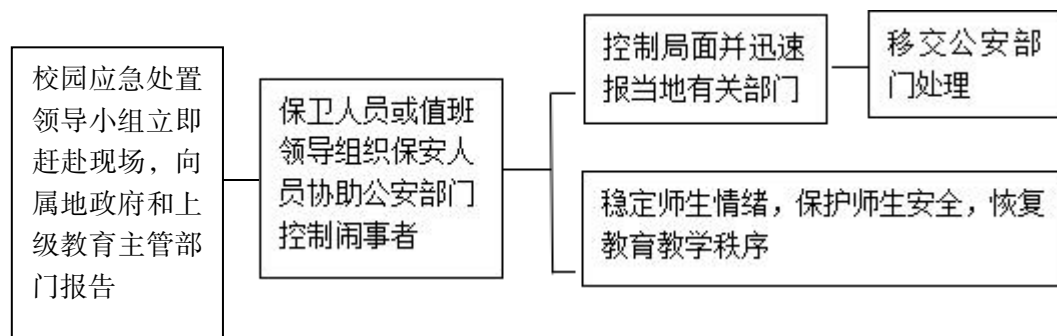 校园应急处置
领导小组立即
赶赴现场，向
属地政府和上
级教育主管部
门报告
保卫人员或值班
领导组织保安人
员协助公安部门
控制闹事者
控制局面并迅速
报当地有关部门
移交公安部
门处理
稳定师生情绪，保护师生安全，恢复
教育教学秩序